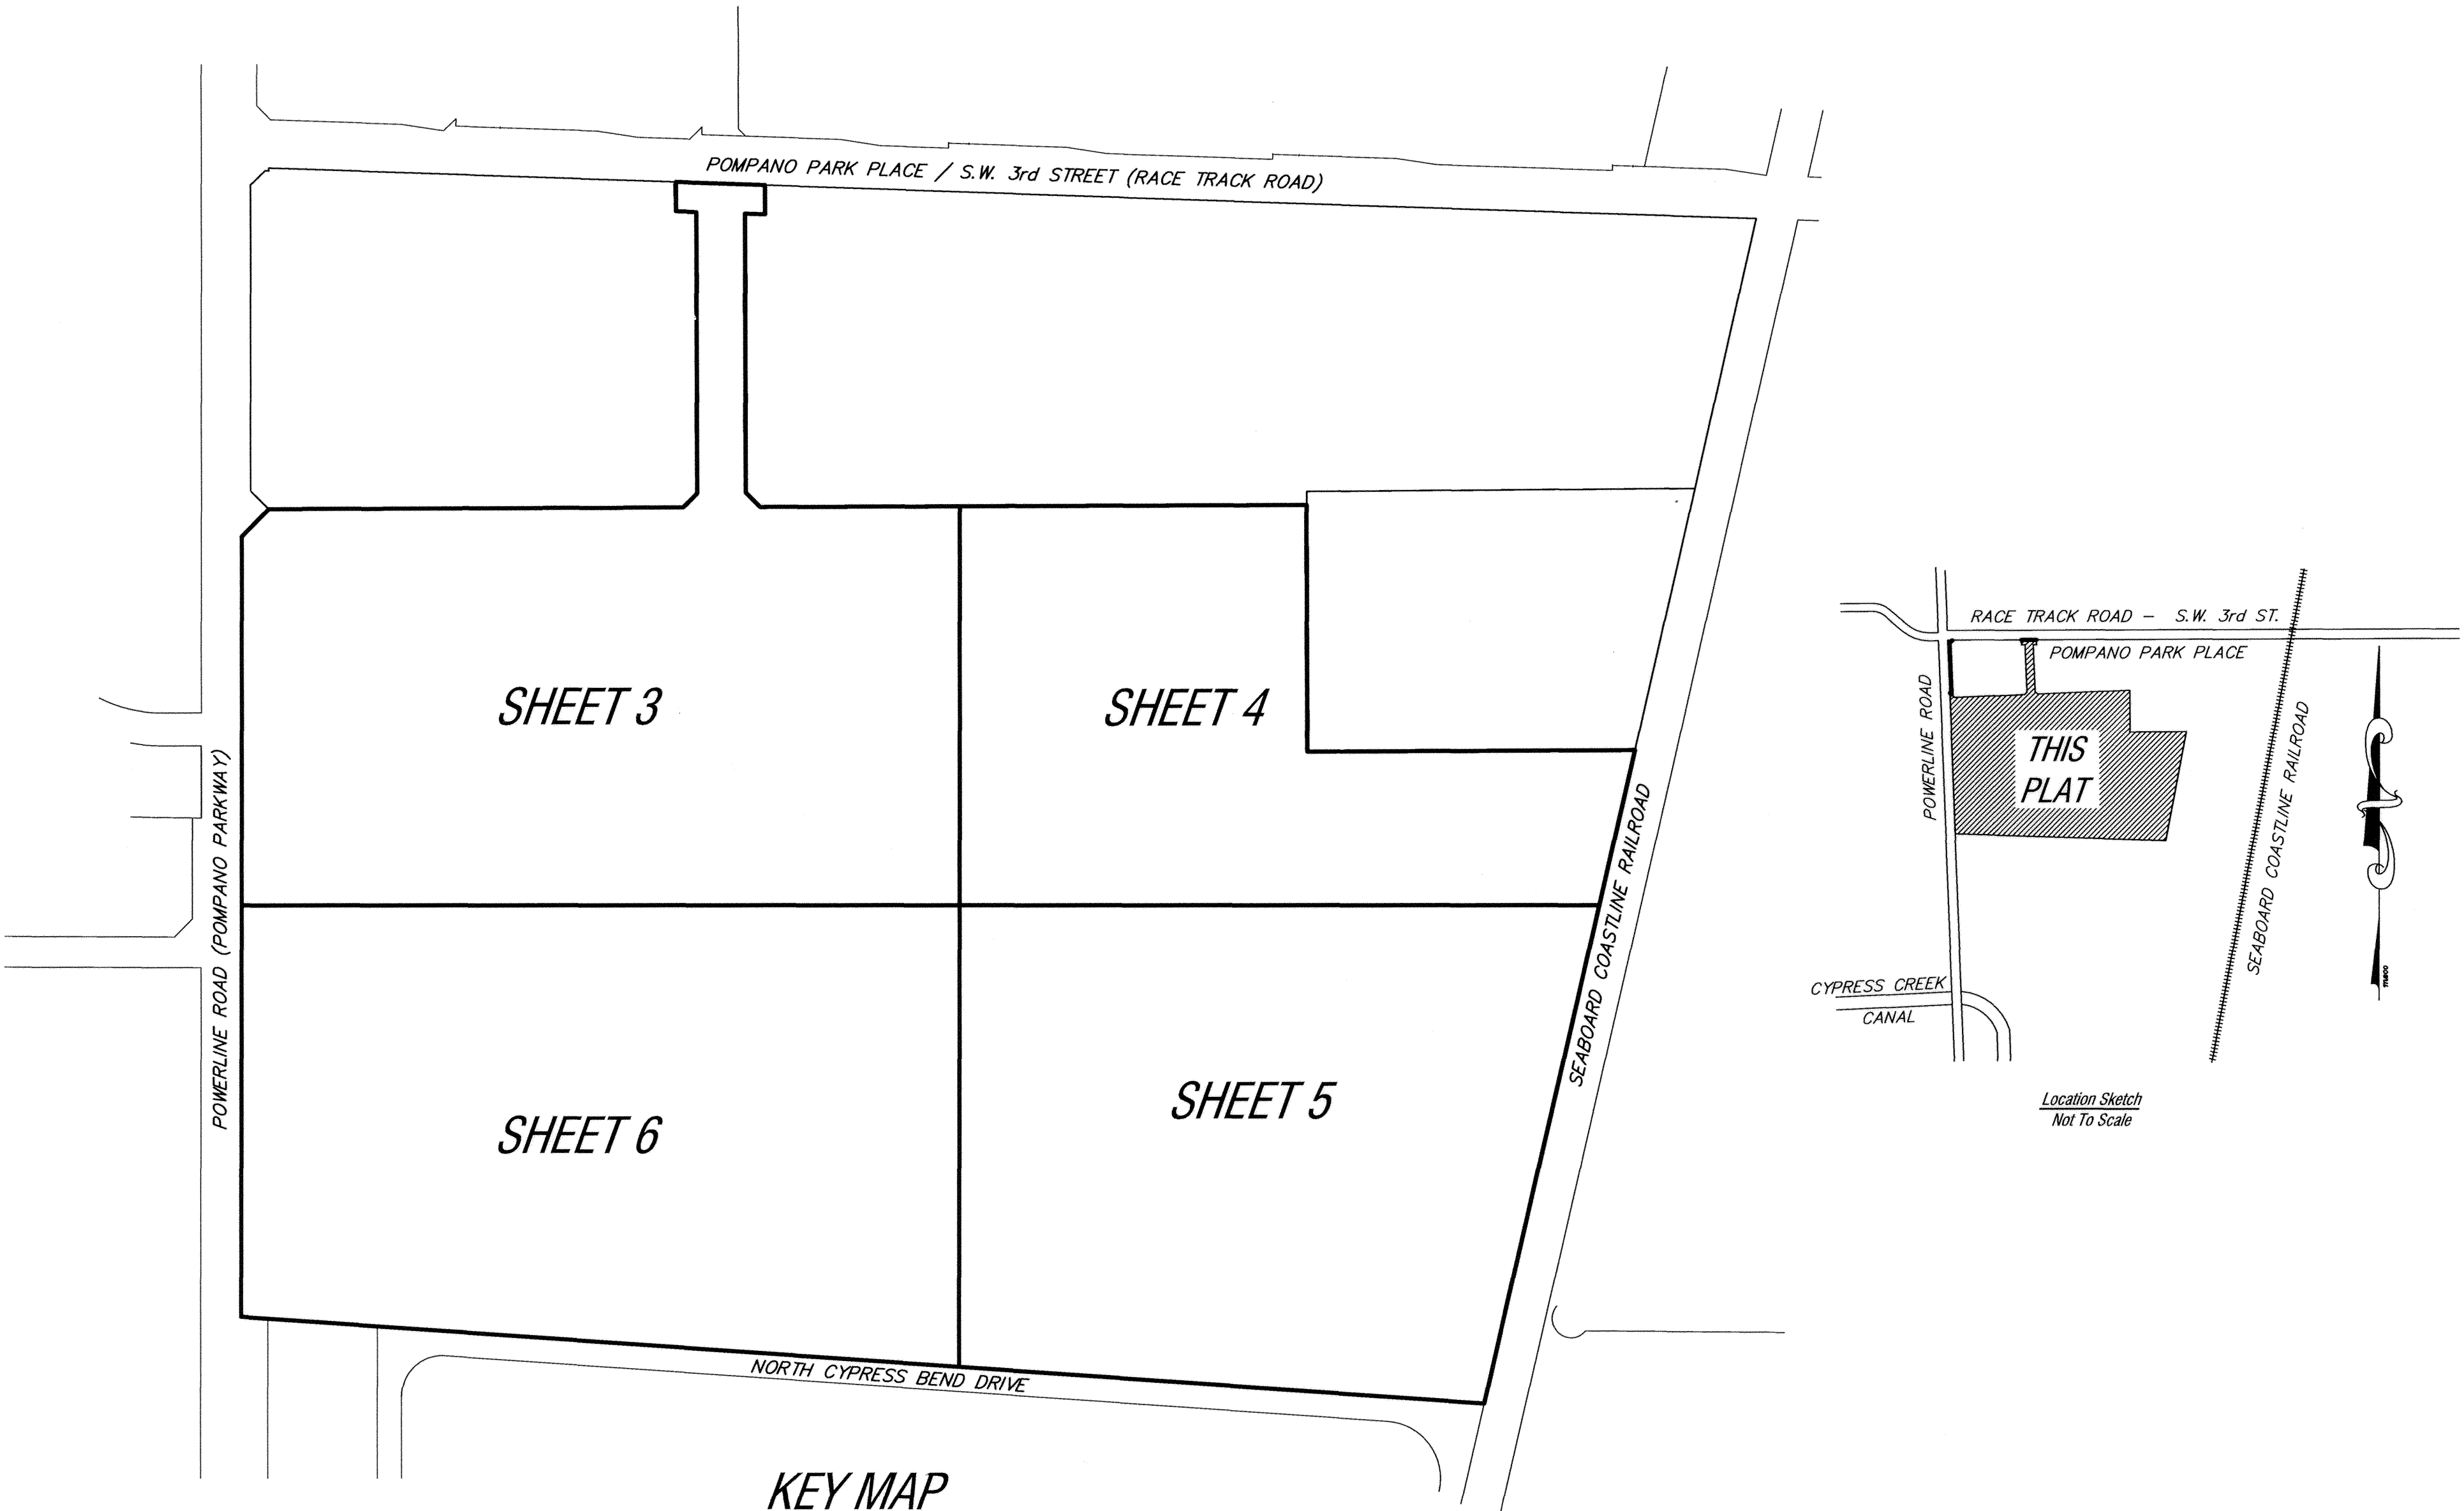 POMPANO PARK PLACE / S.W. 3rd STREET (RACE TRACK ROAD)
SHEET 3
SHEET 4
POWERLINE ROAD (POMPANO PARKWAY)
SEABOARD COASTLINE RAILROAD
SHEET 6
SHEET 5
NORTH CYPRESS BEND DRIVE
KEY MAP
RACE TRACK ROAD - S.W. 3rd ST.
POMPANO PARK PLACE
POWERLINE ROAD
THIS
PLAT
SEABOARD COASTLINE RAILROAD
CYPRESS CREEK
CANAL
Location Sketch
Not To Scale